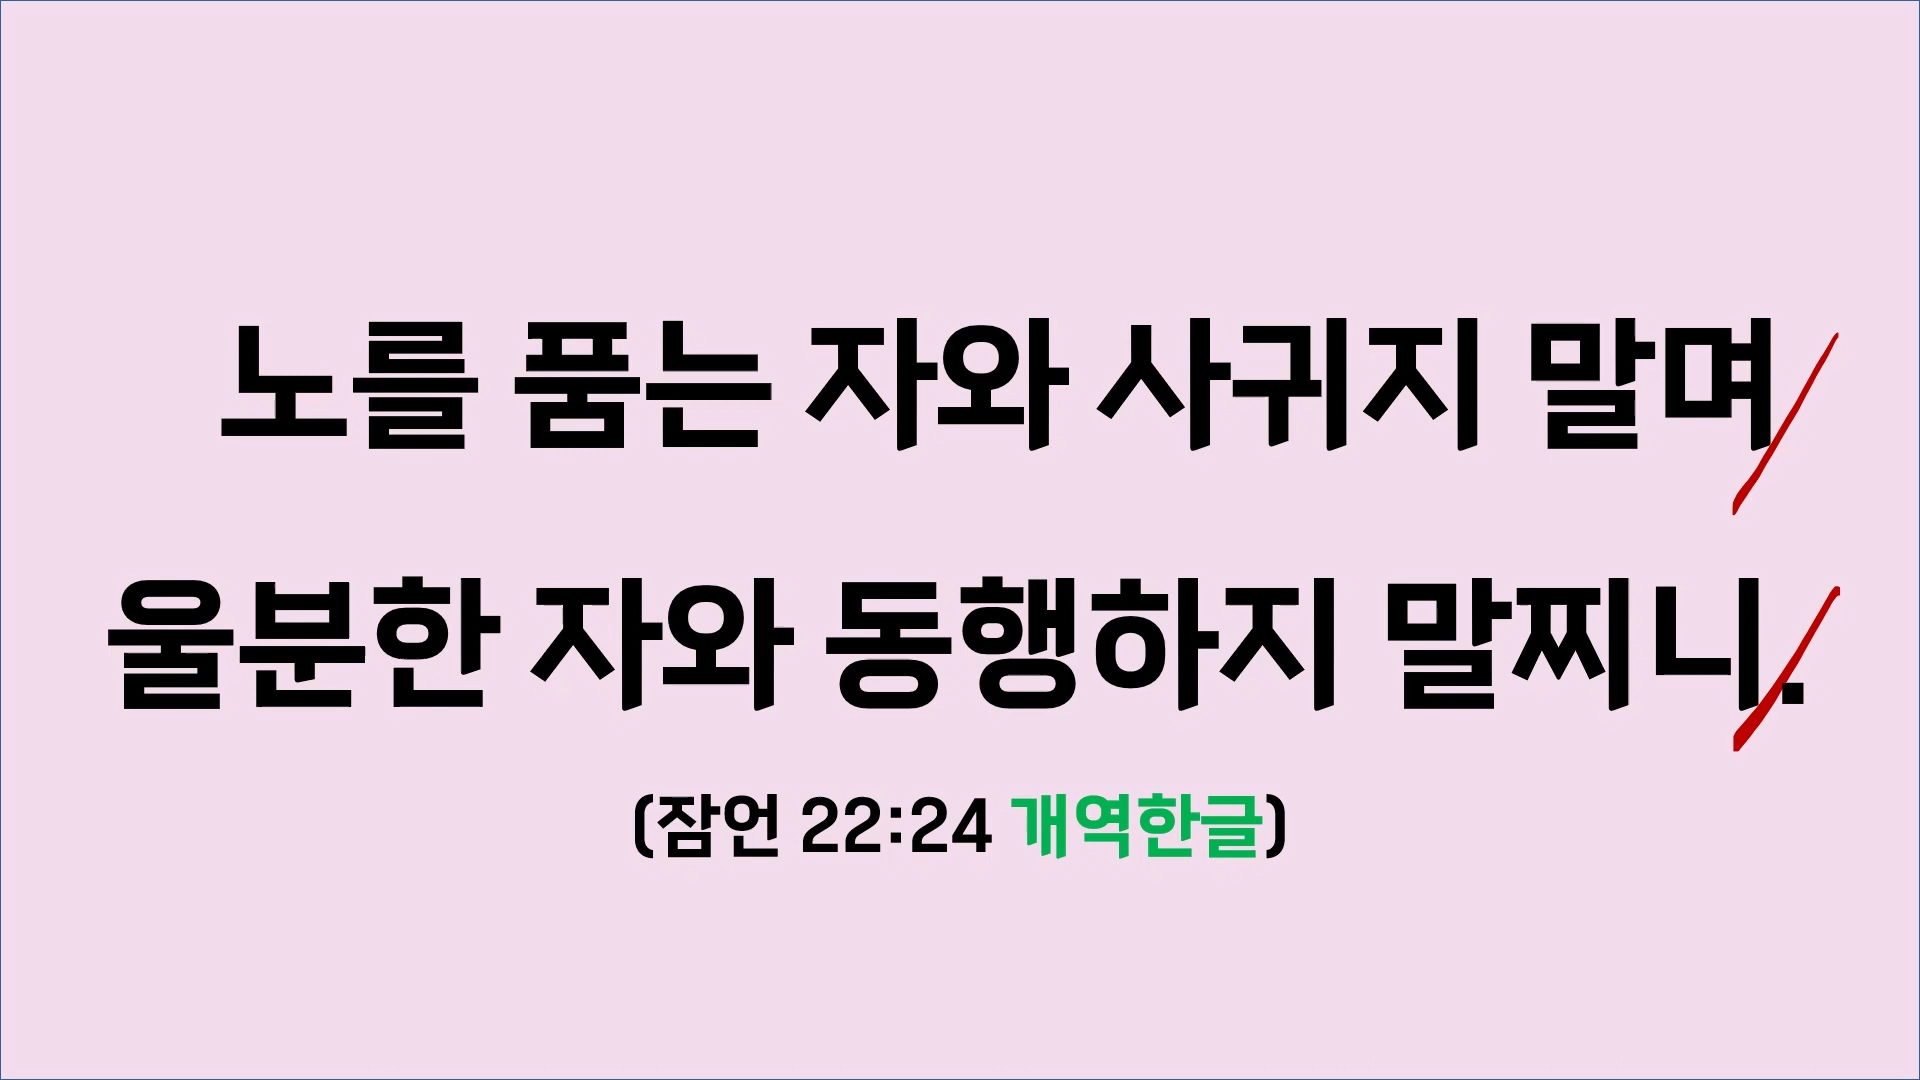 노를 품는 자와 사귀지 말며
울분한 자와 동행하지 말찌니.
(잠언 22:24 개역한글)